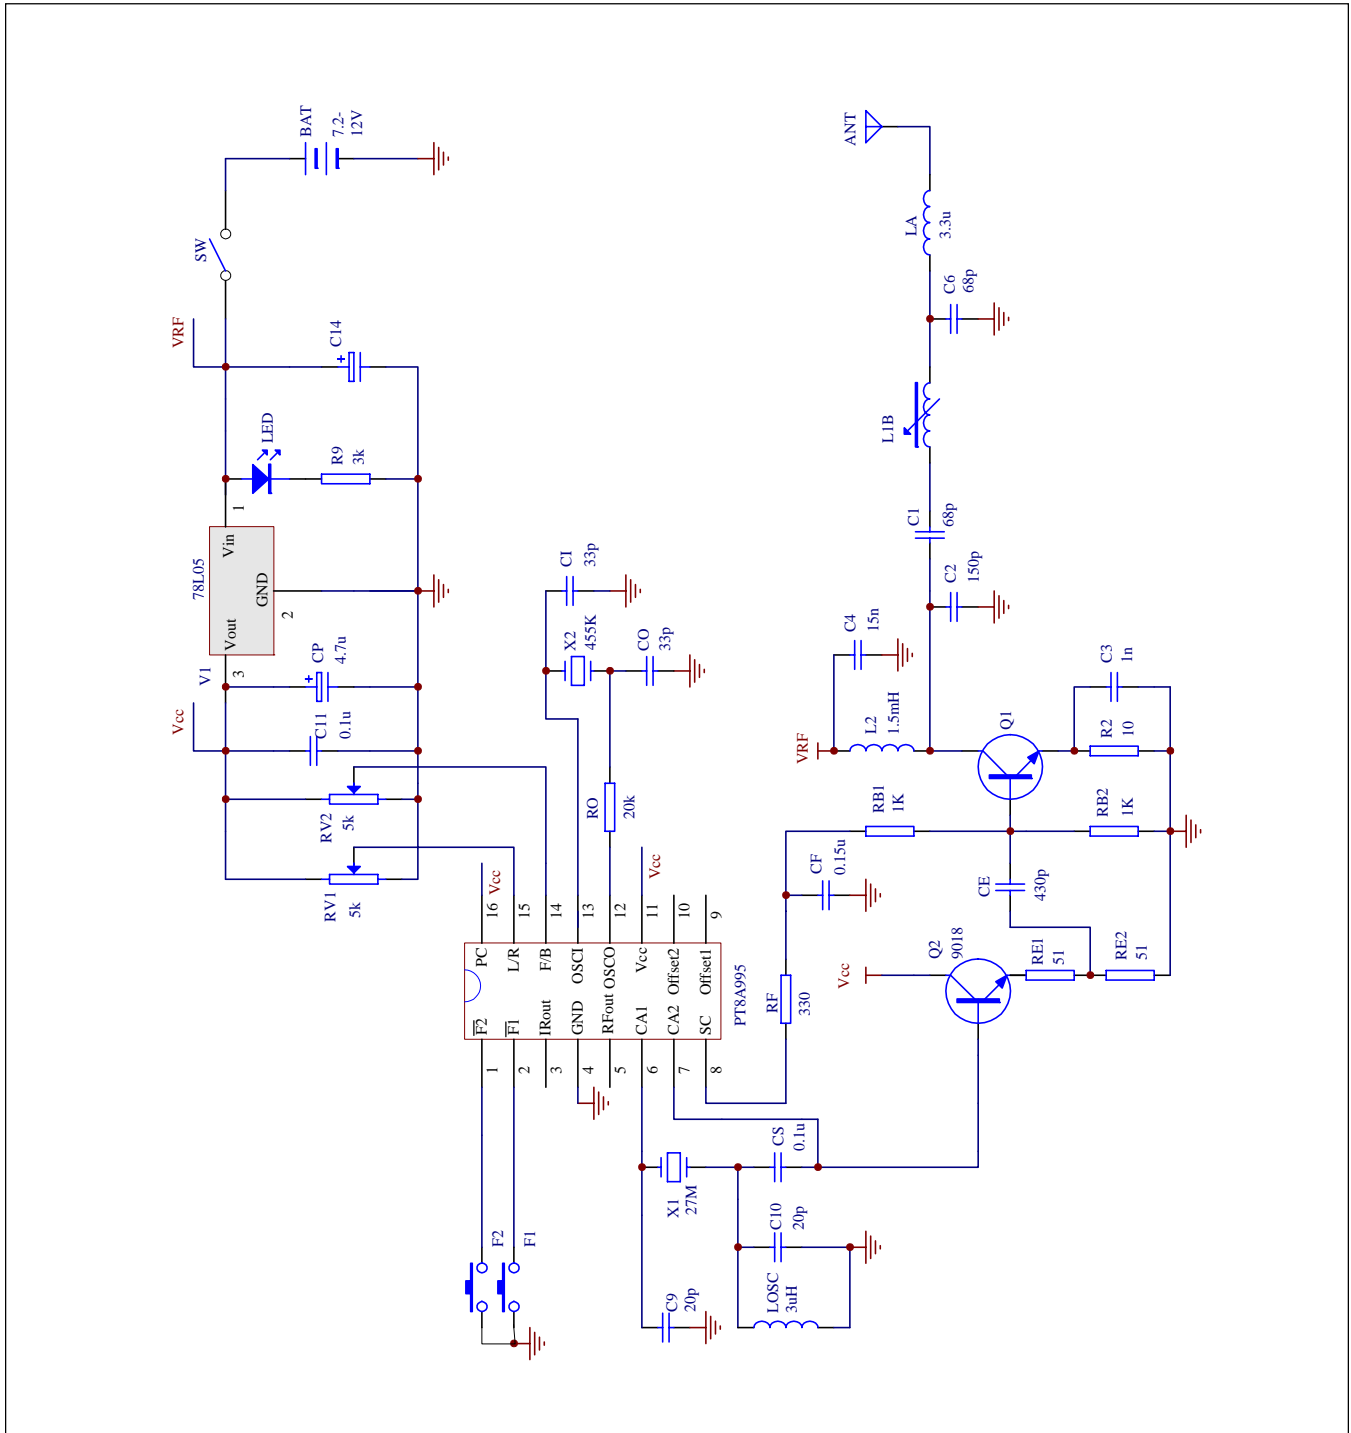 BAT
7.2-
12V
SW
VRF
C14
LED
R9
3k
1
Vin
78L05
GND
2
Vout
3
V1
CP
4.7u
Vcc
C11
0.1u
RV2
5k
RV1
5k
CI
33p
X2
455K
CO
33p
RO
20k
Vcc
Vcc
16
15
14
13
12
11
10
9
PC
L/R
F/B
OSCI
OSCO
Vcc
Offset2
Offset1
F2
F1
IRout
GND
RFout
CA1
CA2
SC
PT8A995
1
2
3
4
5
6
7
8
F2
F1
X1
27M
C9
20p
CS
0.1u
C10
20p
LOSC
3uH
RF
330
CF
0.15u
RB1
1K
RB2
1K
CE
430p
Vcc
Q2
9018
RE1
51
RE2
51
Q1
R2
10
C3
1n
VRF
L2
1.5mH
C4
15n
C2
150p
C1
68p
L1B
C6
68p
LA
3.3u
ANT